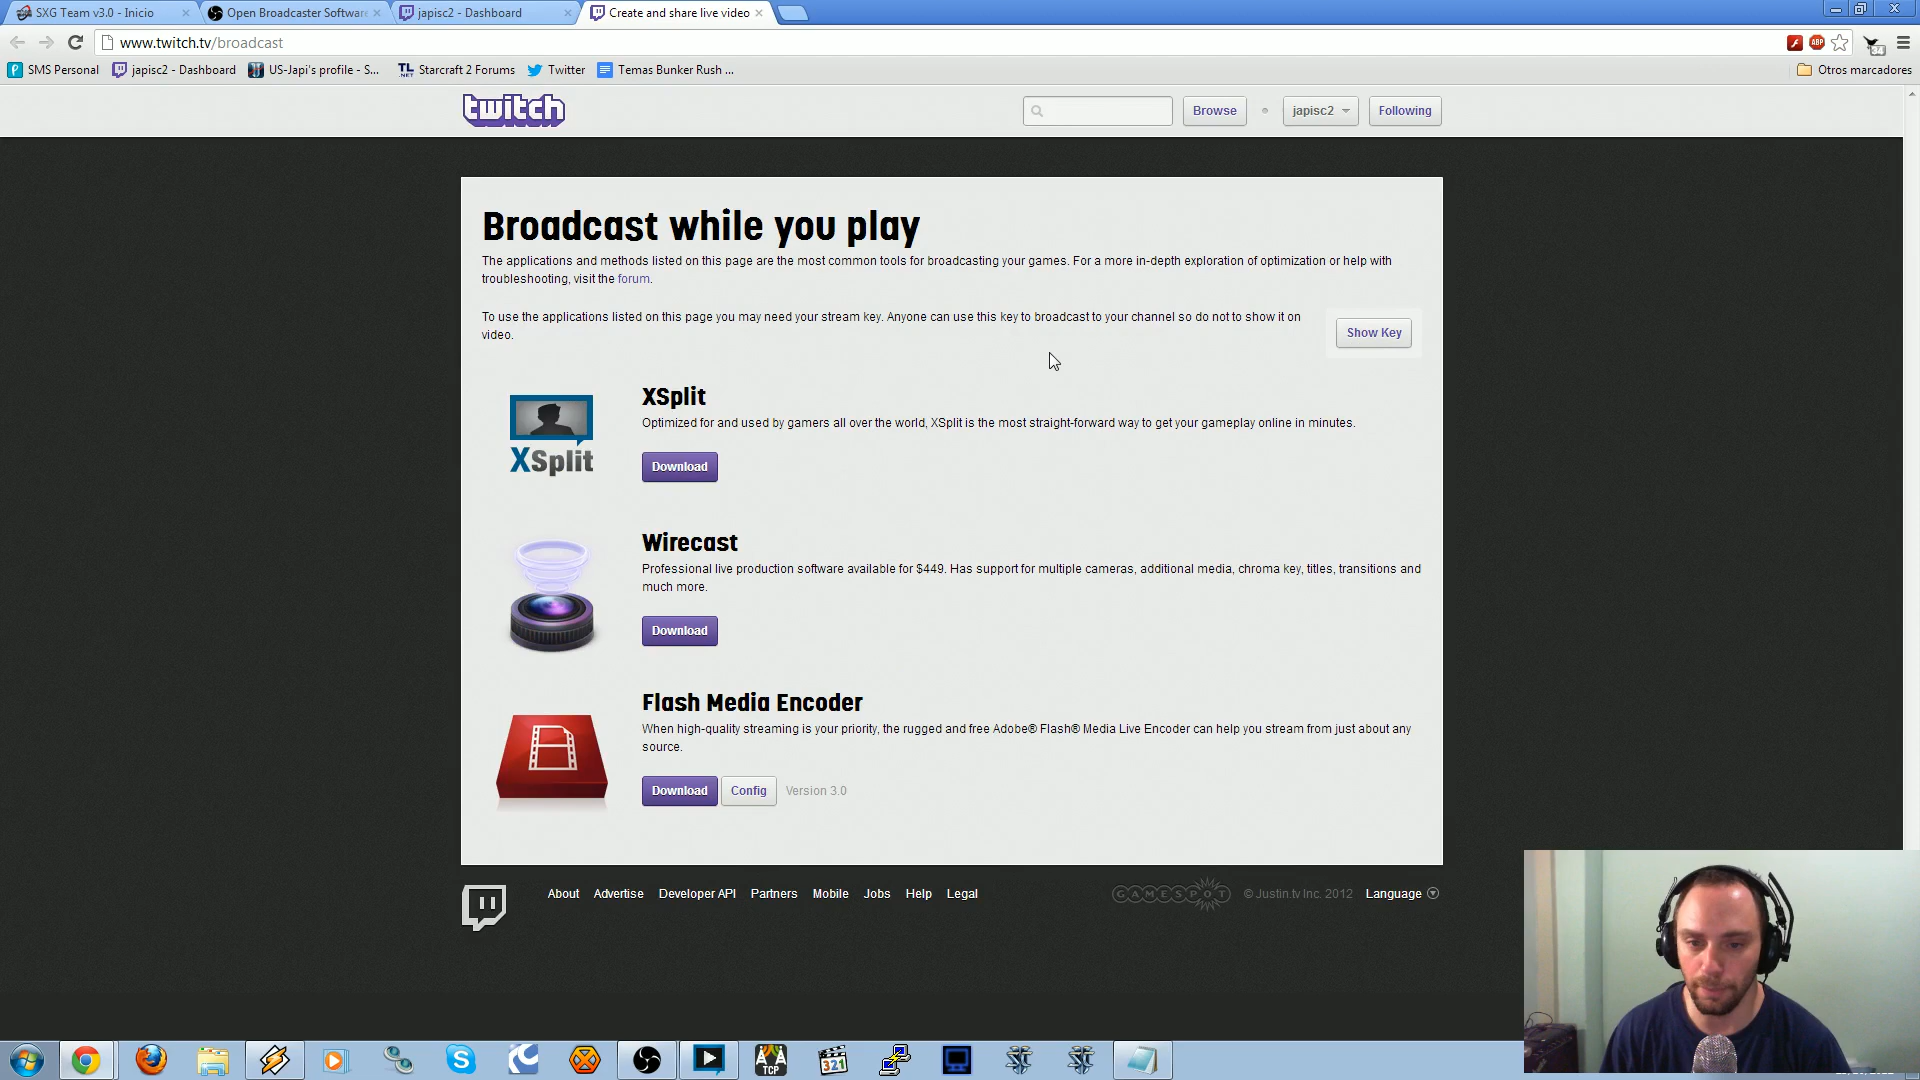 SXG Team v3.0 - Inicio
Open Broadcaster Software
japisc2 - Dashboard
Create and share live video
www.twitch.tv/broadcast
ABP
34
SMS Personal
japisc2 - Dashboard
US-Japi's profile - S...
TL
.NET
Starcraft 2 Forums
Twitter
Temas Bunker Rush ...
Otros marcadores
twitch
Browse
japisc2
Following
Broadcast while you play
The applications and methods listed on this page are the most common tools for broadcasting your games. For a more in-depth exploration of optimization or help with
troubleshooting, visit the forum.
To use the applications listed on this page you may need your stream key. Anyone can use this key to broadcast to your channel so do not to show it on
video.
Show Key
XSplit
XSplit
Optimized for and used by gamers all over the world, XSplit is the most straight-forward way to get your gameplay online in minutes.
Download
Wirecast
Professional live production software available for $449. Has support for multiple cameras, additional media, chroma key, titles, transitions and
much more.
Download
Flash Media Encoder
When high-quality streaming is your priority, the rugged and free Adobe® Flash® Media Live Encoder can help you stream from just about any
source.
Download
Config
Version 3.0
About
Advertise
Developer API
Partners
Mobile
Jobs
Help
Legal
GAMESPOT
© Justin.tv Inc. 2012
Language
TCP
321